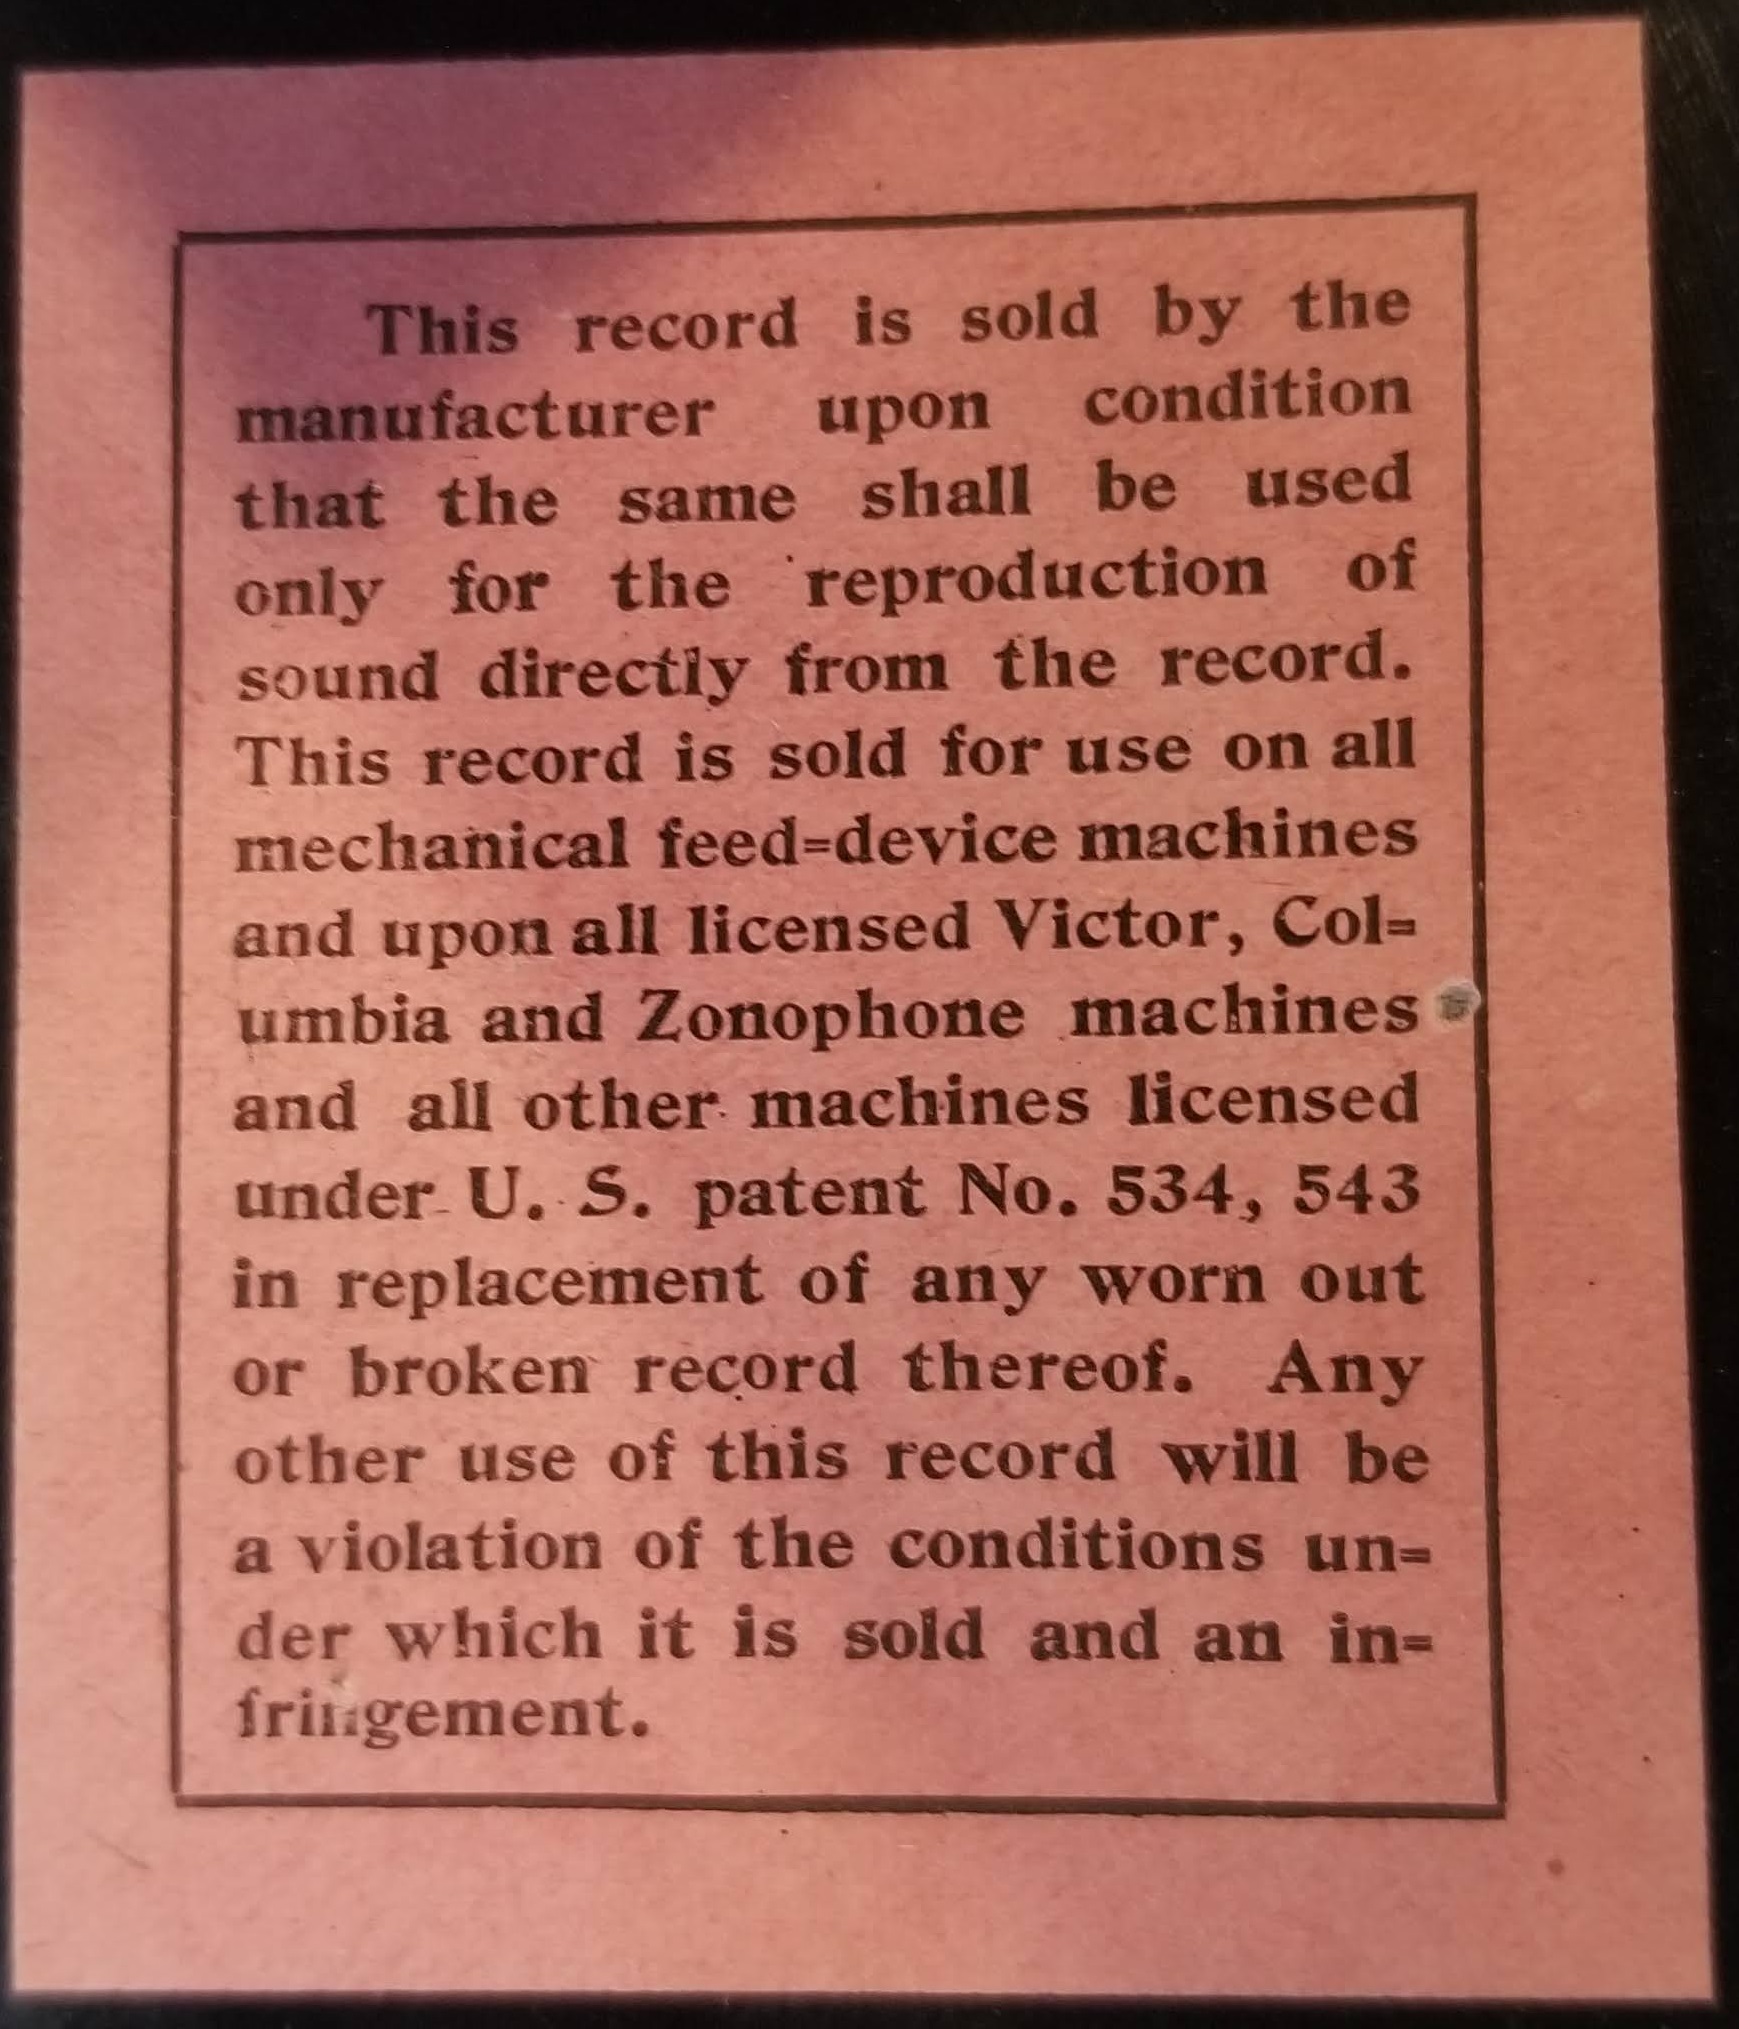 This record is sold by the
manufacturer upon condition
that the same shall be used
only for the reproduction of
sound directly from the record.
This record is sold for use on all
mechanical feed=device machines
and upon all licensed Victor, Col=
umbia and Zonophone machines
and all other machines licensed
under U. S. patent No. 534, 543
in replacement of any worn out
or broken record thereof. Any
other use of this record will be
a violation of the conditions un=
der which it is sold and an in=
fringement.